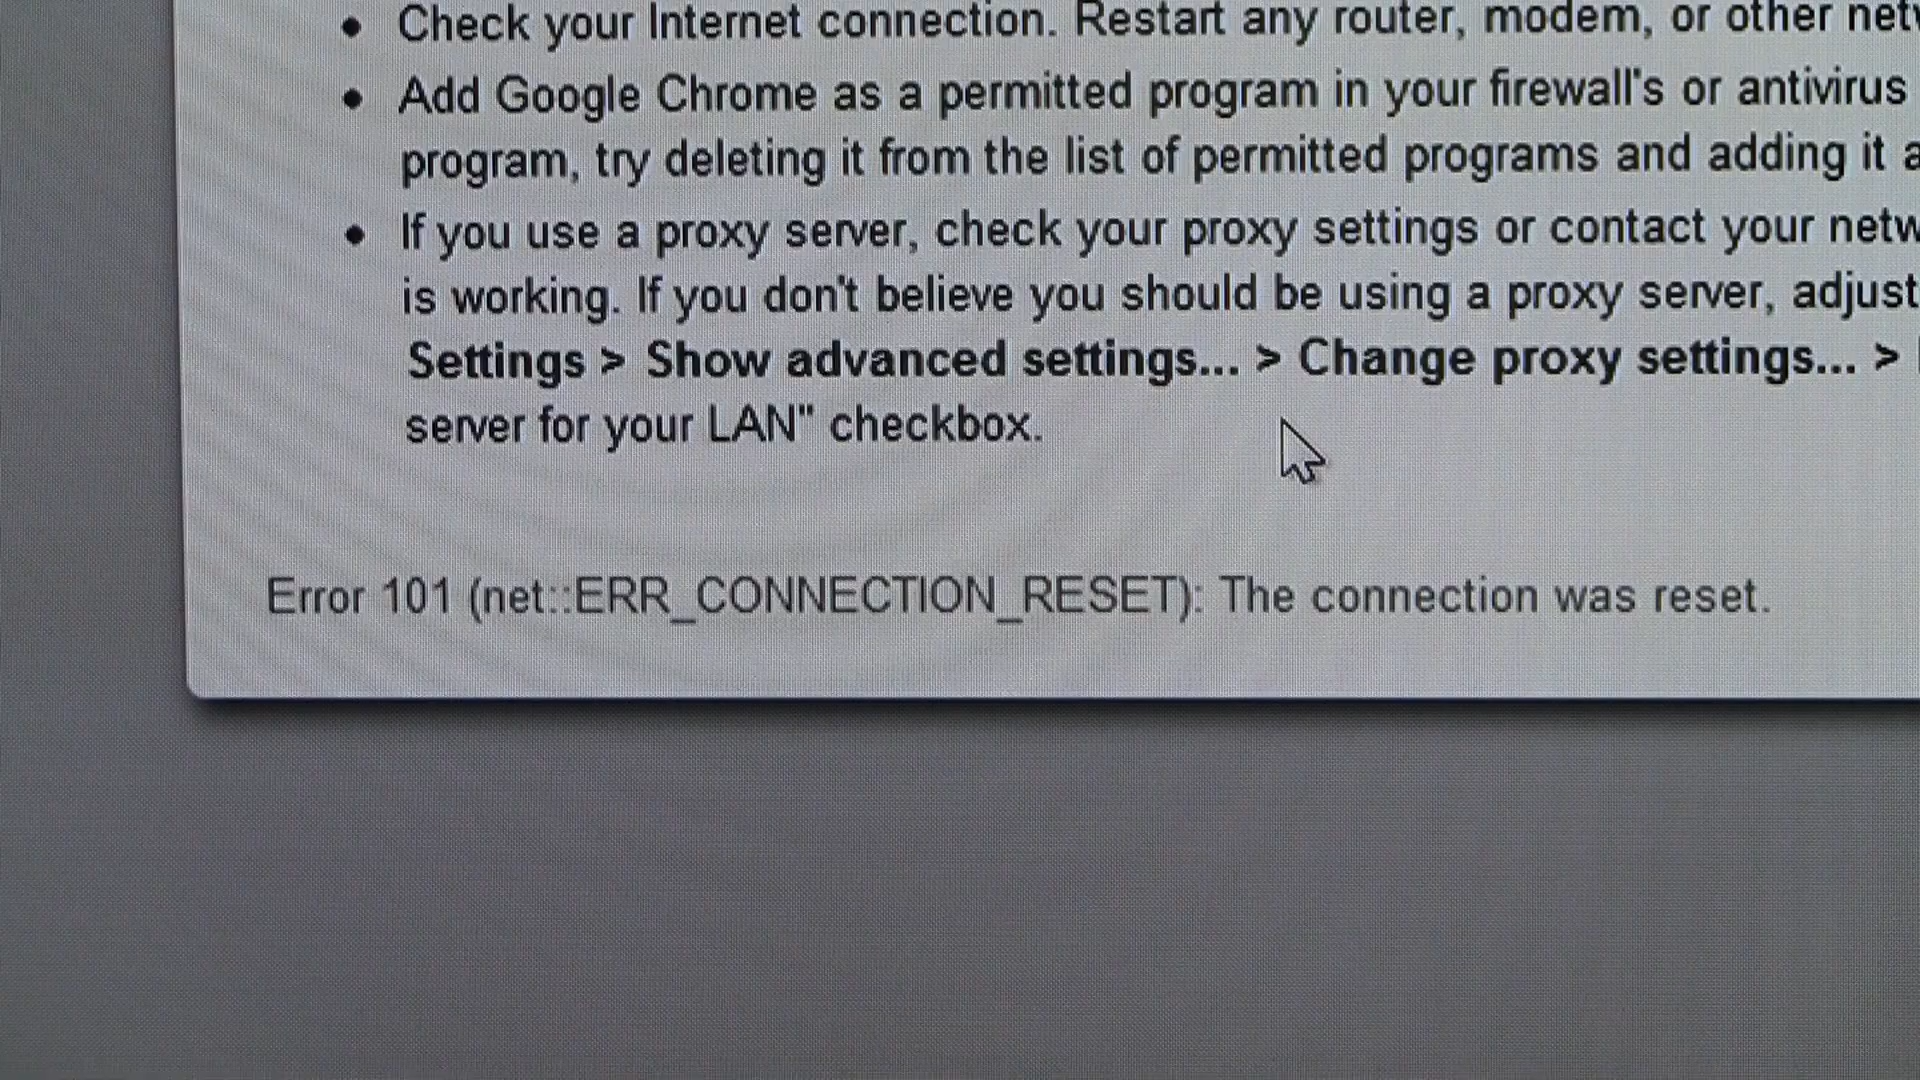 Check your Internet connection. Restart any router, modem, or other
Add Google Chrome as a permitted program in your firewall's or antivirus
program, try deleting it from the list of permitted programs and adding it
If you use a proxy server, check your proxy settings or contact your
is working. If you don't believe you should be using a proxy server, adjust
Settings > Show advanced settings... > Change proxy settings... >
server for your LAN" checkbox.
Error 101 (net::ERR_CONNECTION_RESET): The connection was reset.